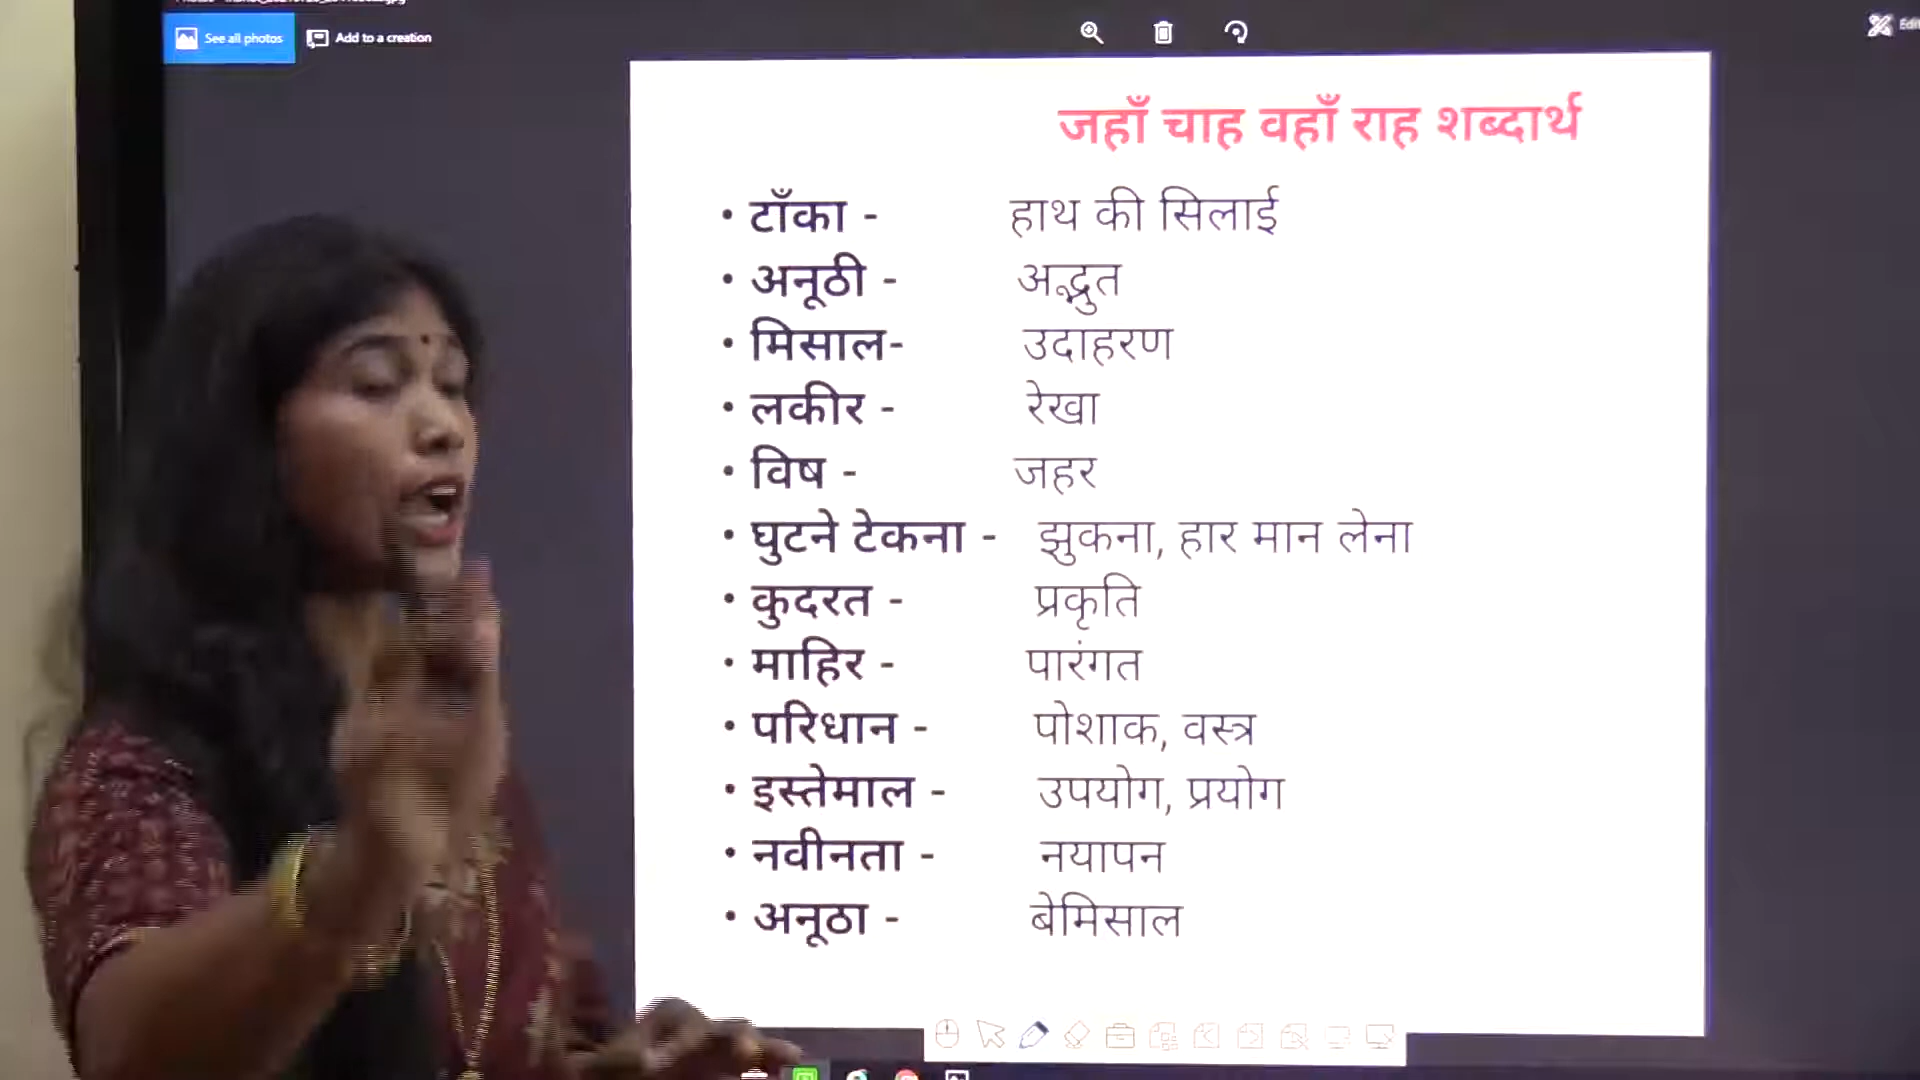 See all photos
Add to a creation
जहाँ चाह वहाँ राह शब्दार्थ
• टाँका - हाथ की सिलाई
• अनूठी - अद्भुत
• मिसाल- उदाहरण
• लकीर - रेखा
• विष - जहर
• घुटने टेकना - झुकना, हार मान लेना
• कुदरत - प्रकृति
• माहिर - पारंगत
• परिधान - पोशाक, वस्त्र
• इस्तेमाल - उपयोग, प्रयोग
• नवीनता - नयापन
• अनूठा - बेमिसाल